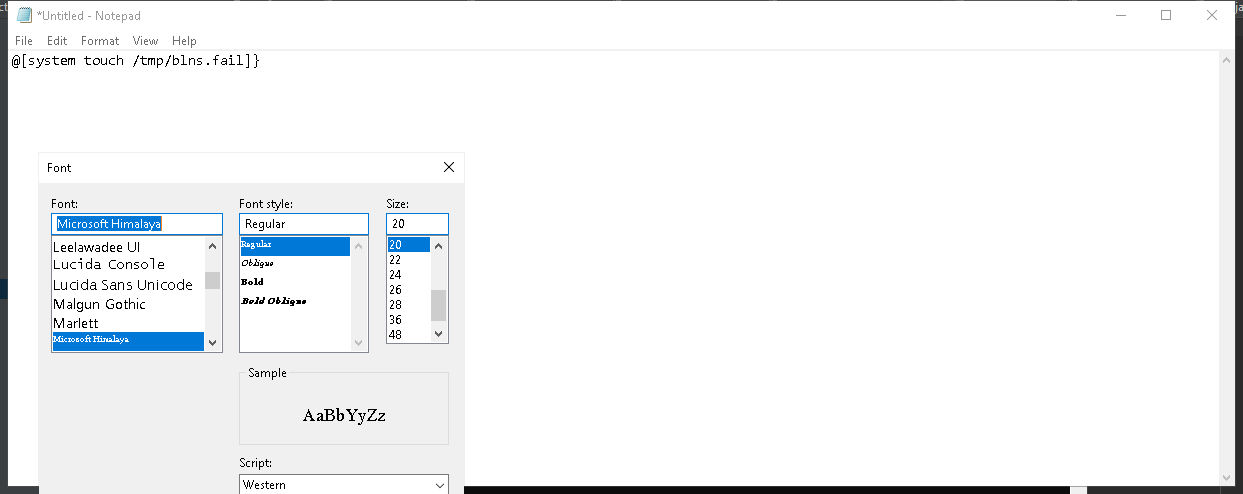 *Untitled - Notepad
File Edit Format View Help
@[system touch /tmp/blns.fail]}
Font
Font: Font style: Size:
Microsoft Himalaya Regular 20
Leelawadee UI
Lucida Console
Lucida Sans Unicode
Malgun Gothic
Marlett
Microsoft Himalaya
Regular
Oblique
Bold
Bold Oblique
20
22
24
26
28
36
48
Sample
AaBbYyZz
Script:
Western